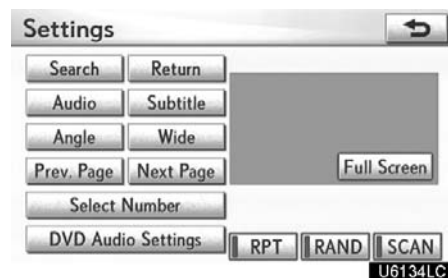 Settings
Search Return
Audio Subtitle
Angle Wide
Prev. Page Next Page Full Screen
Select Number
DVD Audio Settings RPT RAND SCAN
U6134LC